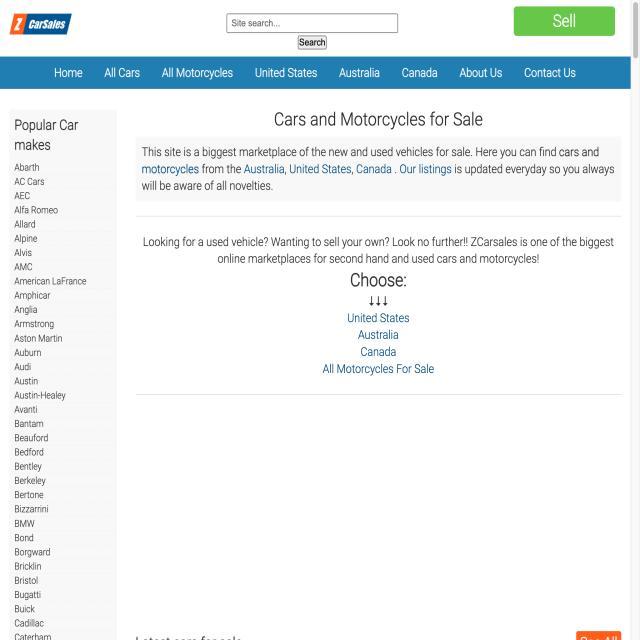 Z CarSales
Site search...
Search
Sell
Home All Cars All Motorcycles United States Australia Canada About Us Contact Us
Popular Car
makes
Abarth
AC Cars
AEC
Alfa Romeo
Allard
Alpine
Alvis
AMC
American LaFrance
Amphicar
Anglia
Armstrong
Aston Martin
Auburn
Audi
Austin
Austin-Healey
Avanti
Bantam
Beauford
Bedford
Bentley
Berkeley
Bertone
Bizzarrini
BMW
Bond
Borgward
Bricklin
Bristol
Bugatti
Buick
Cadillac
Caterham
Cars and Motorcycles for Sale
This site is a biggest marketplace of the new and used vehicles for sale. Here you can find cars and
motorcycles from the Australia, United States, Canada . Our listings is updated everyday so you always
will be aware of all novelties.
Looking for a used vehicle? Wanting to sell your own? Look no further!! ZCarsales is one of the biggest
online marketplaces for second hand and used cars and motorcycles!
Choose:
↓↓↓
United States
Australia
Canada
All Motorcycles For Sale
Latest cars for sale
See All